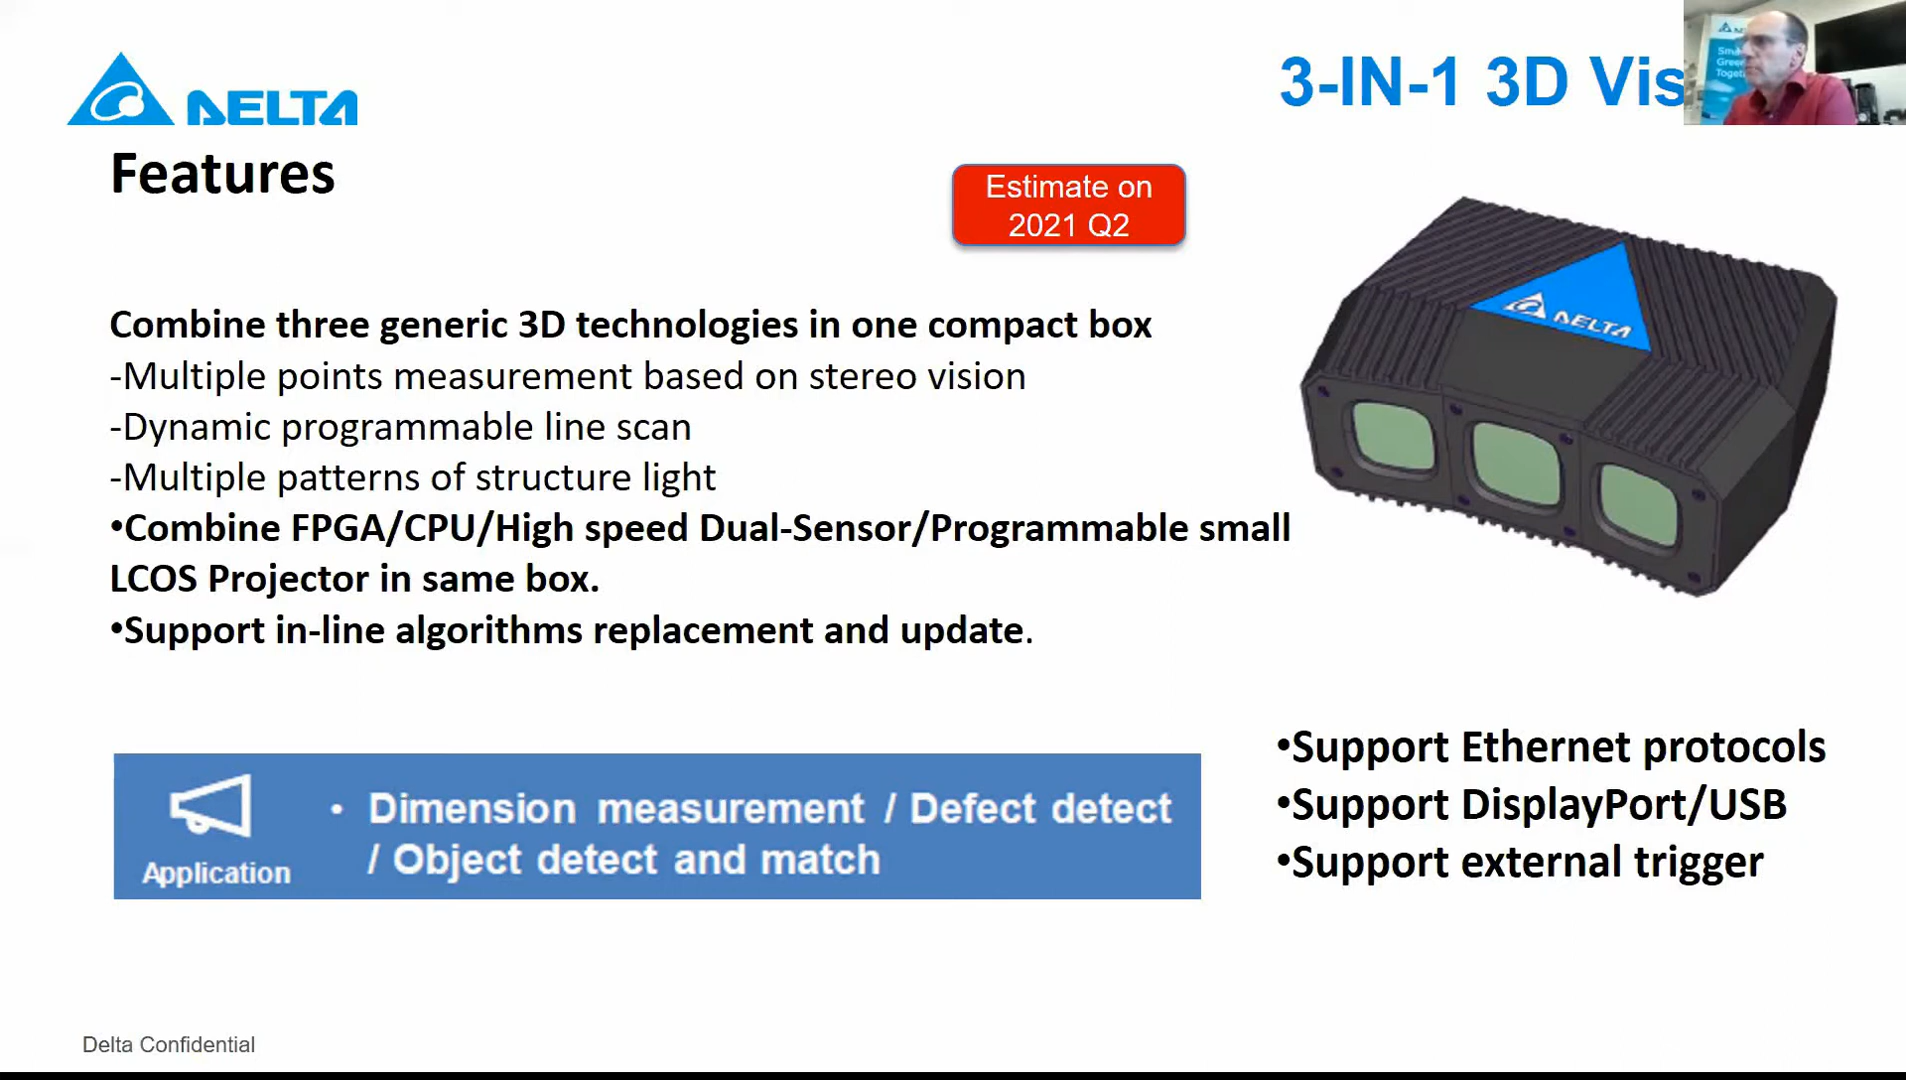 DELTA
3-IN-1 3D Vis
Sma
Green
Togeth
Features
Estimate on
2021 Q2
DELTA
Combine three generic 3D technologies in one compact box
-Multiple points measurement based on stereo vision
-Dynamic programmable line scan
-Multiple patterns of structure light
•Combine FPGA/CPU/High speed Dual-Sensor/Programmable small
LCOS Projector in same box.
•Support in-line algorithms replacement and update.
•Support Ethernet protocols
•Support DisplayPort/USB
•Support external trigger
• Dimension measurement / Defect detect
/ Object detect and match
Application
Delta Confidential